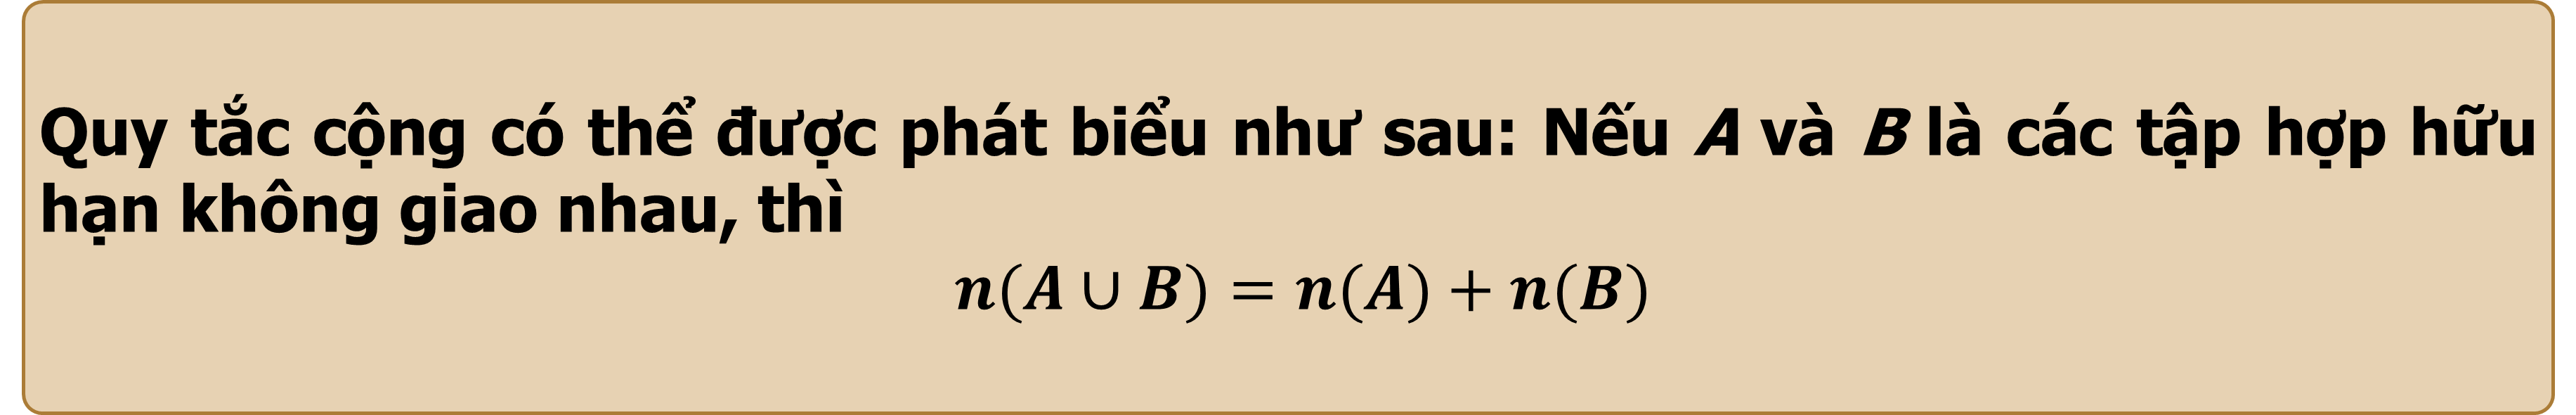 Quy tắc cộng có thể được phát biểu như sau: Nếu A và B là các tập hợp hữu
hạn không giao nhau, thì
n(A ∪ B) = n(A) + n(B)